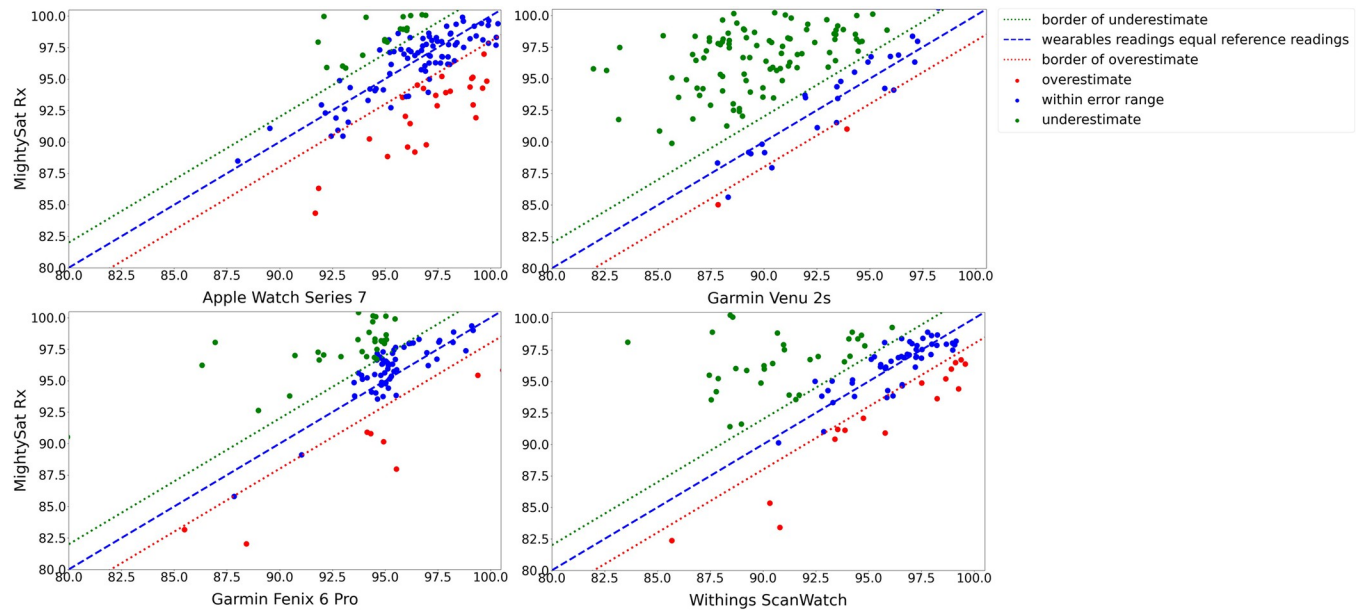 100.0
97.5
95.0
92.5
90.0
87.5
85.0
82.5
80.0
MightySat Rx
80.0 82.5 85.0 87.5 90.0 92.5 95.0 97.5 100.0
Apple Watch Series 7
100.0
97.5
95.0
92.5
90.0
87.5
85.0
82.5
80.0
80.0 82.5 85.0 87.5 90.0 92.5 95.0 97.5 100.0
Garmin Venu 2s
border of underestimate
wearables readings equal reference readings
border of overestimate
overestimate
within error range
underestimate
100.0
97.5
95.0
92.5
90.0
87.5
85.0
82.5
80.0
MightySat Rx
80.0 82.5 85.0 87.5 90.0 92.5 95.0 97.5 100.0
Garmin Fenix 6 Pro
100.0
97.5
95.0
92.5
90.0
87.5
85.0
82.5
80.0
80.0 82.5 85.0 87.5 90.0 92.5 95.0 97.5 100.0
Withings ScanWatch